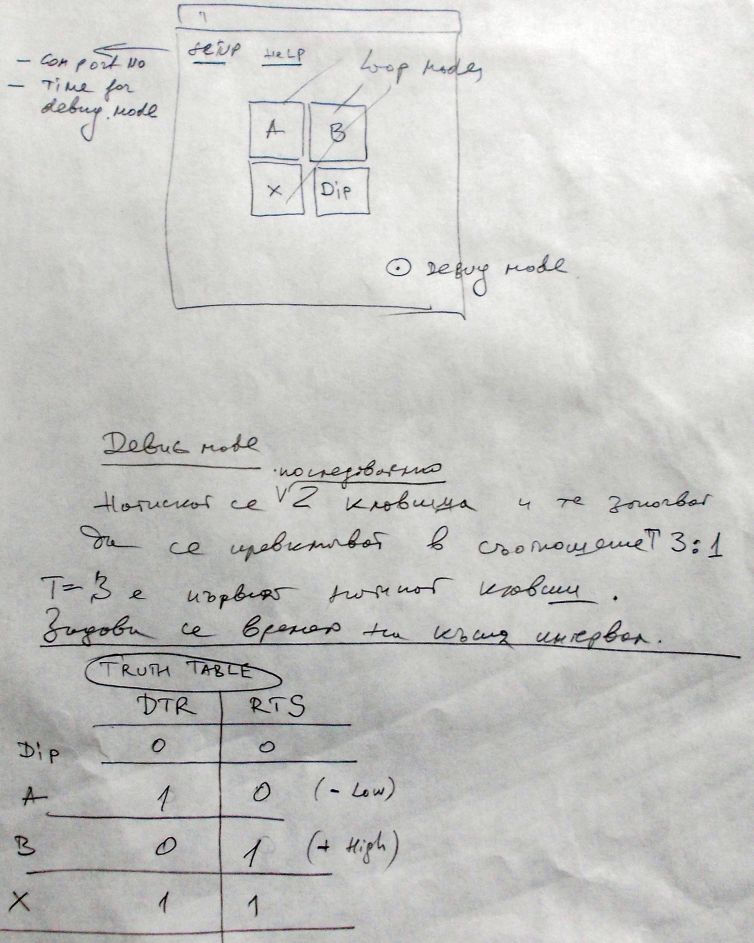 SETUP HELP
- Com port No
- Time for
debug mode
Loop modes
A B
X Dip
Debug mode
Debug mode
последователно
Натискат се 2 клавиша и те започват
да се превключват в съотношение T 3:1
T=3 е първият натиснат клавиш.
Задава се времето на късия интервал.
TRUTH TABLE
DTR RTS
Dip 0 0
A 1 0 (- Low)
B 0 1 (+ High)
X 1 1